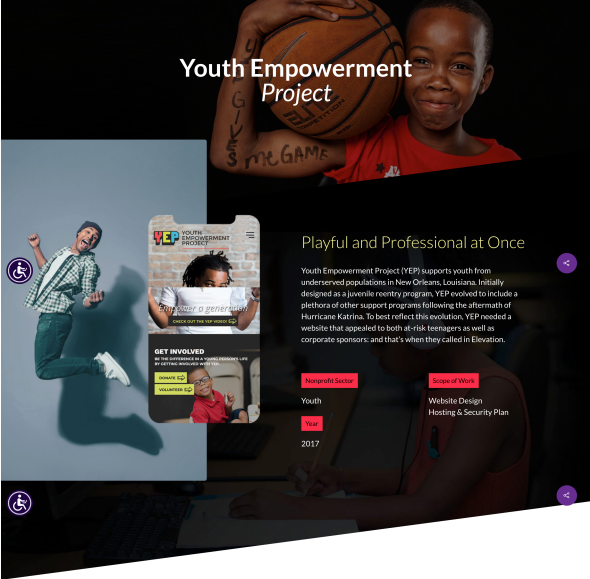 Youth Empowerment
Project
GIVES me GAME
ELITE
COMPETITION
YEP YOUTH
EMPOWERMENT
PROJECT
Empower a generation
CHECK OUT THE YEP VIDEO!
GET INVOLVED
BE THE DIFFERENCE IN A YOUNG PERSON'S LIFE
BY GETTING INVOLVED WITH YEP.
DONATE
VOLUNTEER
Playful and Professional at Once
Youth Empowerment Project (YEP) supports youth from
underserved populations in New Orleans, Louisiana. Initially
designed as a juvenile reentry program, YEP evolved to include a
plethora of other support programs following the aftermath of
Hurricane Katrina. To best reflect this evolution, YEP needed a
website that appealed to both at-risk teenagers as well as
corporate sponsors: and that's when they called in Elevation.
Nonprofit Sector
Youth
Year
2017
Scope of Work
Website Design
Hosting & Security Plan